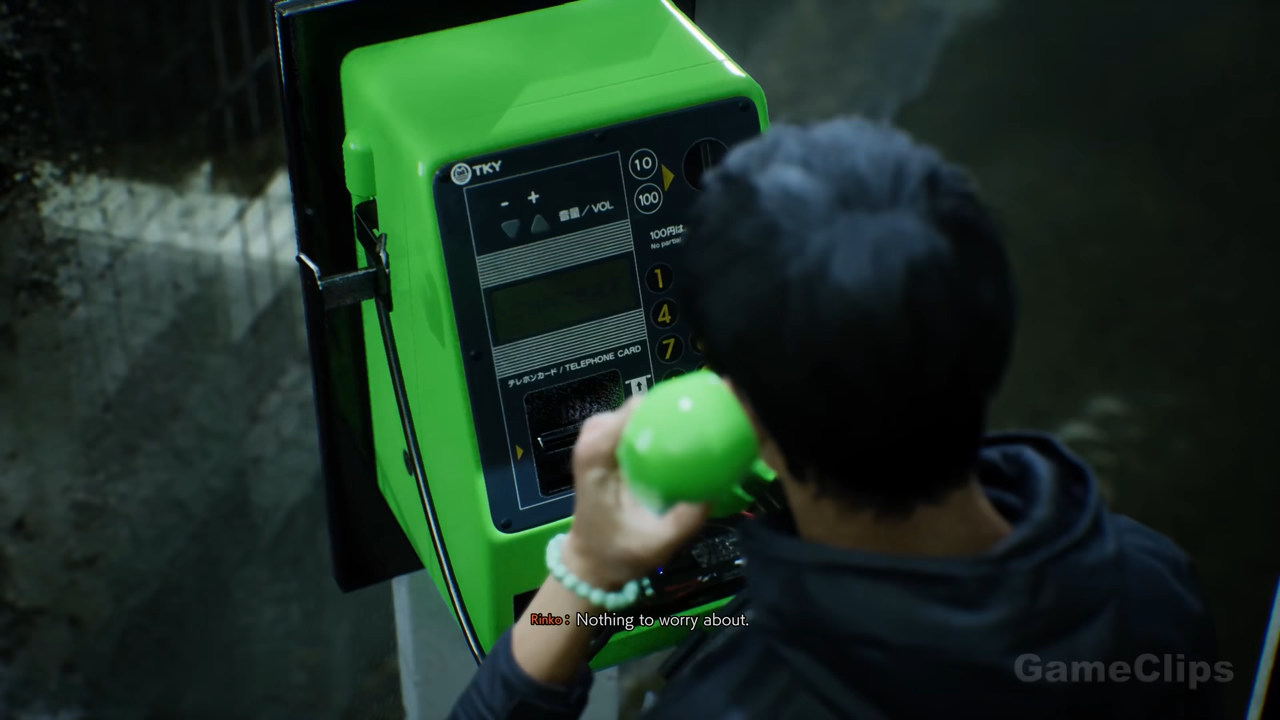 TKY
- +
/ VOL
10
100
100円は
No partia
1
4
7
テレホンカード / TELEPHONE CARD
Rinko : Nothing to worry about.
GameClips